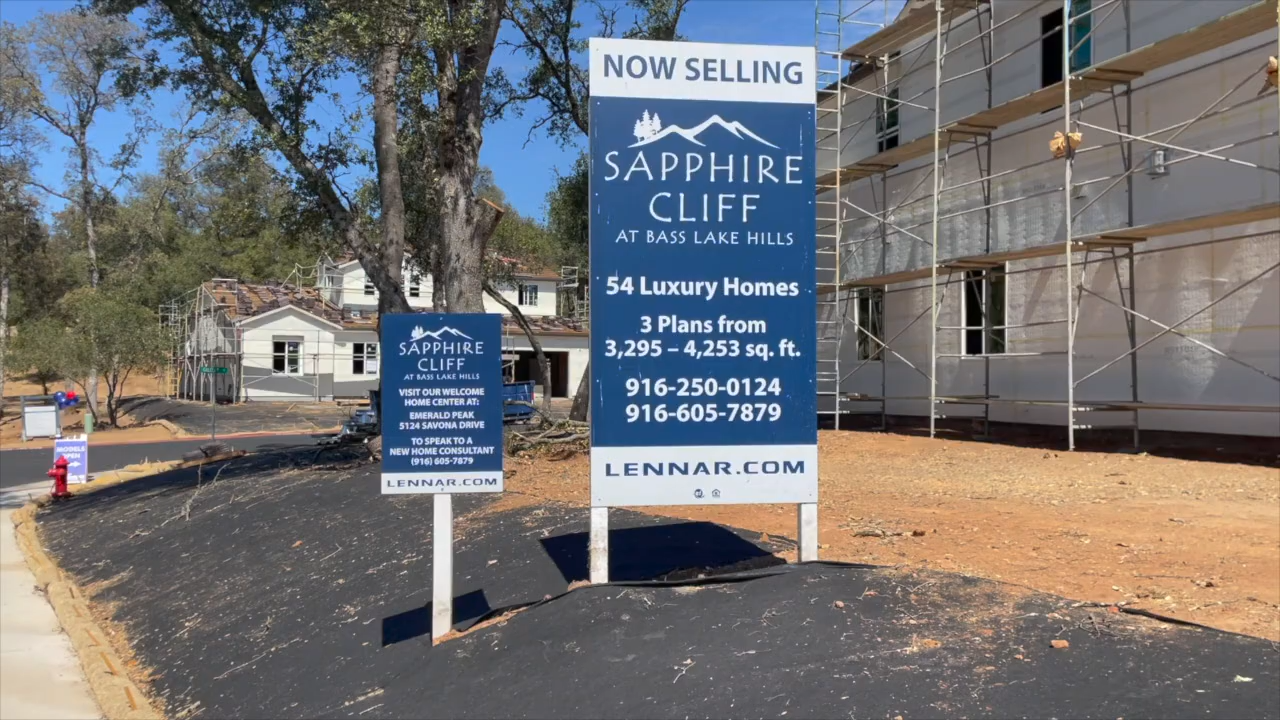 NOW SELLING
SAPPHIRE
CLIFF
AT BASS LAKE HILLS
54 Luxury Homes
3 Plans from
3,295 – 4,253 sq. ft.
916-250-0124
916-605-7879
LENNAR.COM
SAPPHIRE
CLIFF
AT BASS LAKE HILLS
VISIT OUR WELCOME
HOME CENTER AT:
EMERALD PEAK
5124 SAVONA DRIVE
TO SPEAK TO A
NEW HOME CONSULTANT
(916) 605-7879
LENNAR.COM
MODELS
OPEN